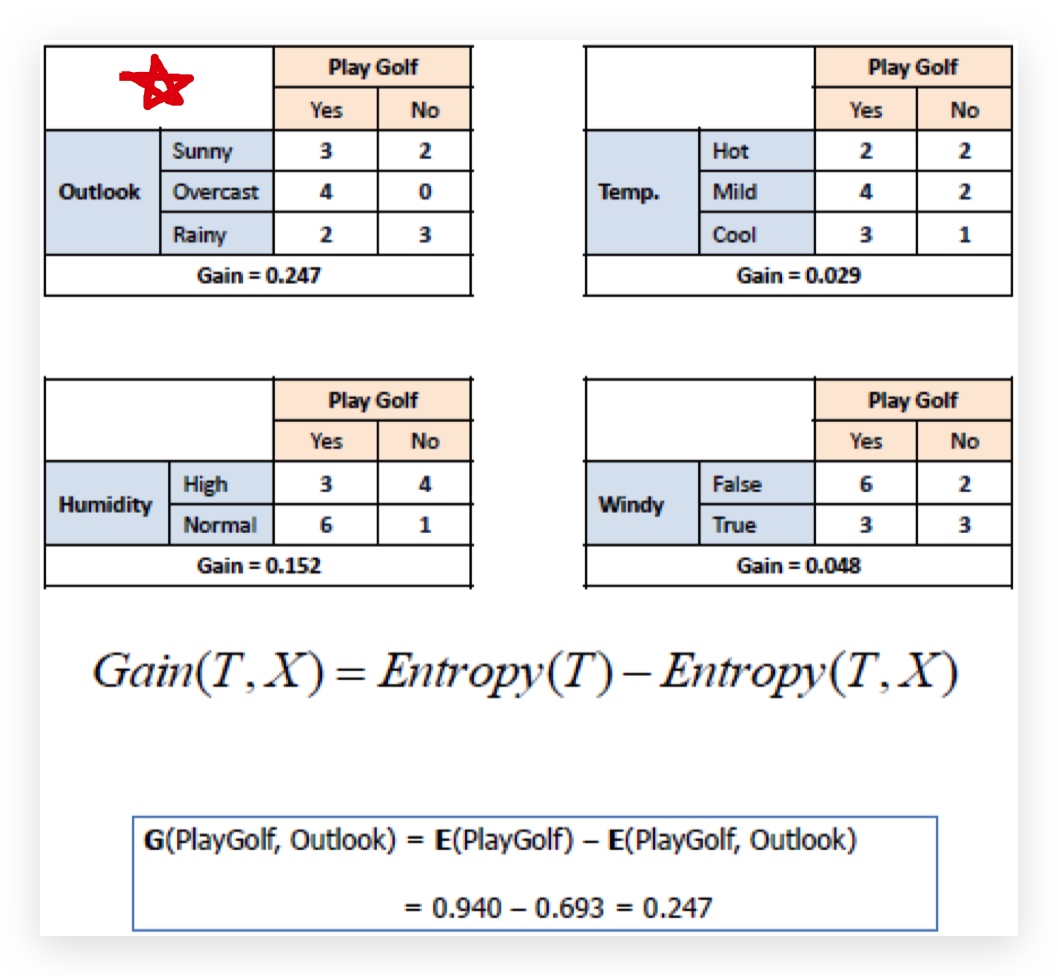 Play Golf
Yes No
Outlook Sunny 3 2
Overcast 4 0
Rainy 2 3
Gain = 0.247
Play Golf
Yes No
Temp. Hot 2 2
Mild 4 2
Cool 3 1
Gain = 0.029
Play Golf
Yes No
Humidity High 3 4
Normal 6 1
Gain = 0.152
Play Golf
Yes No
Windy False 6 2
True 3 3
Gain = 0.048
Gain(T, X) = Entropy(T) – Entropy(T, X)
G(PlayGolf, Outlook) = E(PlayGolf) – E(PlayGolf, Outlook)
= 0.940 – 0.693 = 0.247